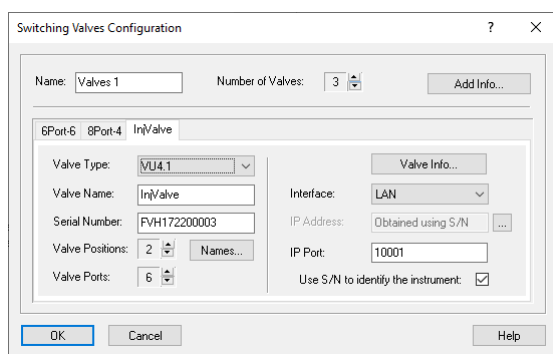 Switching Valves Configuration ?
Name: Valves 1 Number of Valves: 3 Add Info...
6Port-6 8Port-4 InjValve
Valve Type: VU4.1 Valve Info...
Valve Name: InjValve Interface: LAN
Serial Number: FVH172200003 IP Address: Obtained using S/N ...
Valve Positions: 2 Names... IP Port: 10001
Valve Ports: 6 Use S/N to identify the instrument:
OK Cancel Help